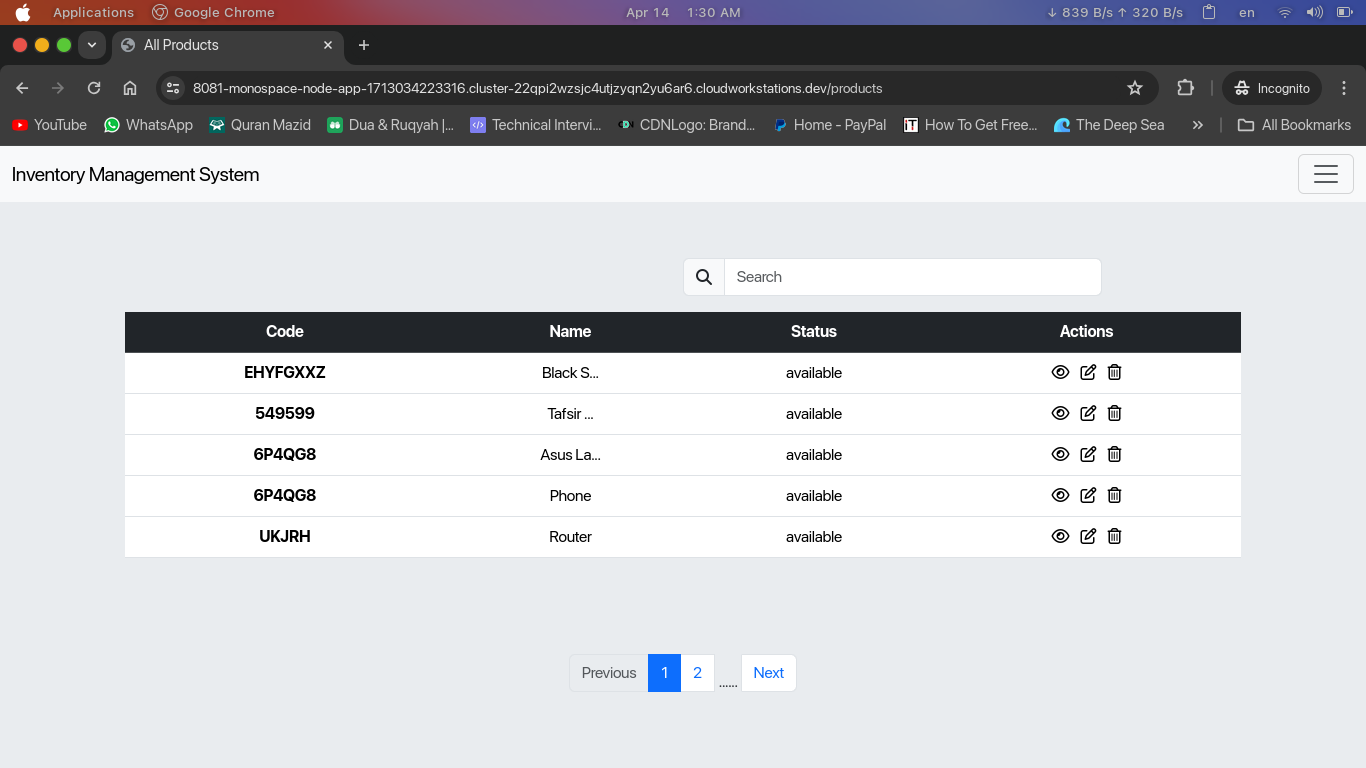 Applications Google Chrome Apr 14 1:30 AM ↓ 839 B/s ↑ 320 B/s en
All Products
8081-monospace-node-app-1713034223316.cluster-22qpi2wzsjc4utjzyqn2yu6ar6.cloudworkstations.dev/products Incognito
YouTube WhatsApp Quran Mazid Dua & Ruqyah |... Technical Intervi... CDNLogo: Brand... Home - PayPal How To Get Free... The Deep Sea » All Bookmarks
Inventory Management System
Search
Code Name Status Actions
EHYFGXXZ Black S... available
549599 Tafsir ... available
6P4QG8 Asus La... available
6P4QG8 Phone available
UKJRH Router available
Previous 1 2 ...... Next